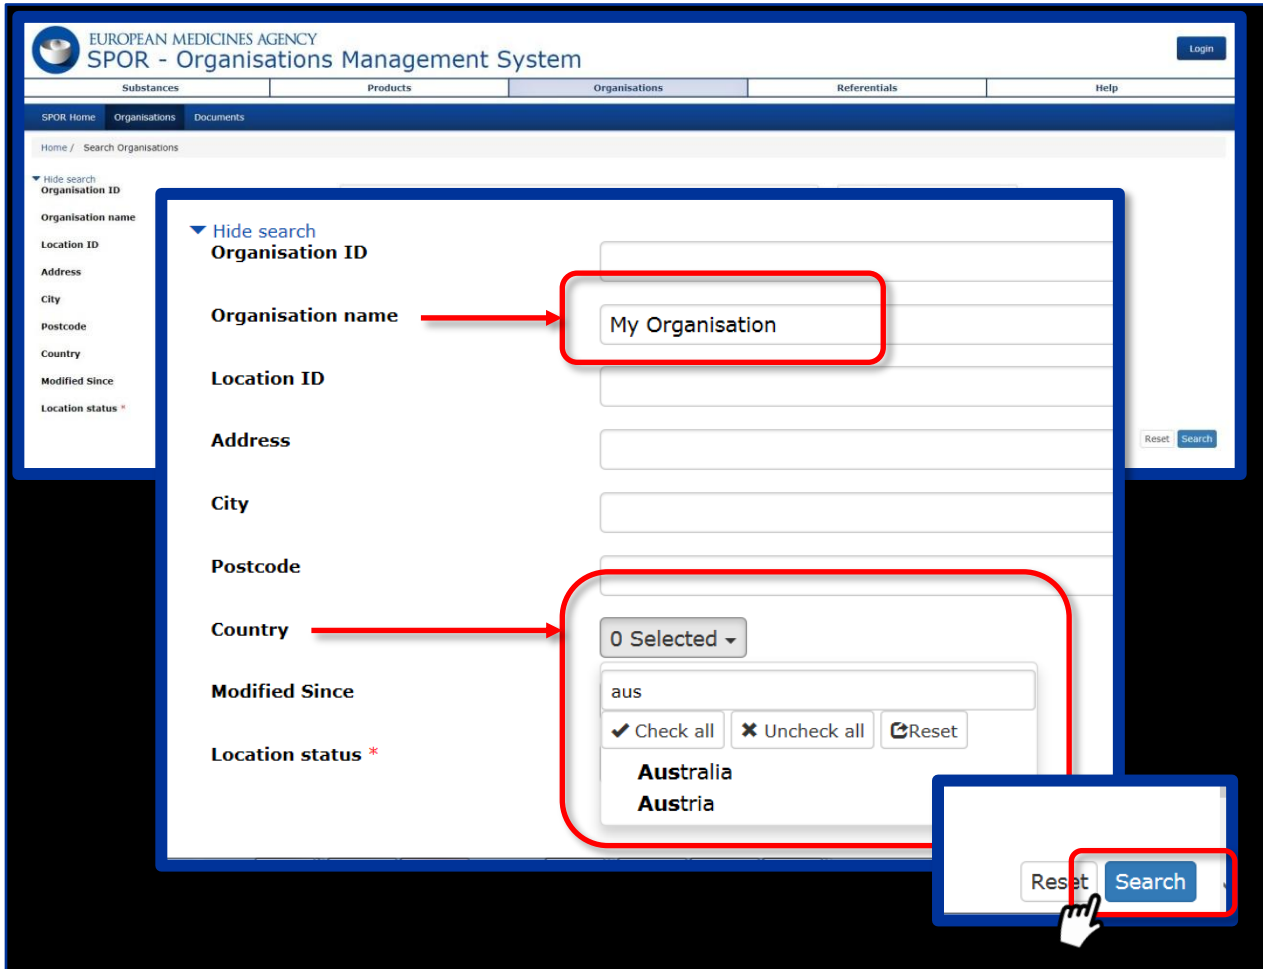 EUROPEAN MEDICINES AGENCY
SPOR - Organisations Management System
Login
Substances Products Organisations Referentials Help
SPOR Home Organisations Documents
Home / Search Organisations
Hide search
Organisation ID
Organisation name
Location ID
Address
City
Postcode
Country
Modified Since
Location status *
Reset Search
Hide search
Organisation ID
Organisation name My Organisation
Location ID
Address
City
Postcode
Country 0 Selected
Modified Since aus
Check all Uncheck all Reset
Location status *
Australia
Austria
Reset Search